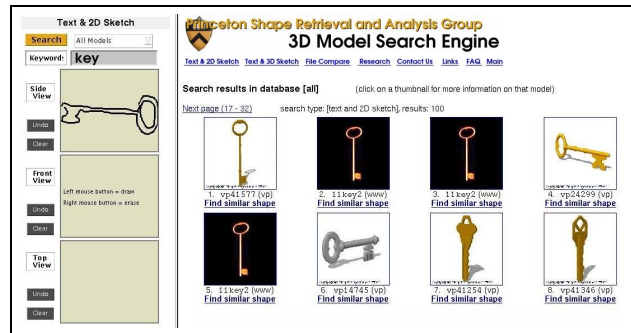 Text & 2D Sketch
Search
All Models
Keyword: key
Side View
Undo
Clear
Front View
Left mouse button = draw
Right mouse button = erase
Undo
Clear
Top View
Undo
Clear
Princeton Shape Retrieval and Analysis Group
3D Model Search Engine
Text & 2D Sketch Text & 3D Sketch File Compare Research Contact Us Links FAQ Main
Search results in database [all] (click on a thumbnail for more information on that model)
Next page (17 - 32) search type: [text and 2D sketch], results: 100
1. vp41577 (vp) 2. 11key2 (www) 3. 11key2 (www) 4. vp24299 (vp)
Find similar shape Find similar shape Find similar shape Find similar shape
5. 11key2 (www) 6. vp14745 (vp) 7. vp41254 (vp) 8. vp41346 (vp)
Find similar shape Find similar shape Find similar shape Find similar shape